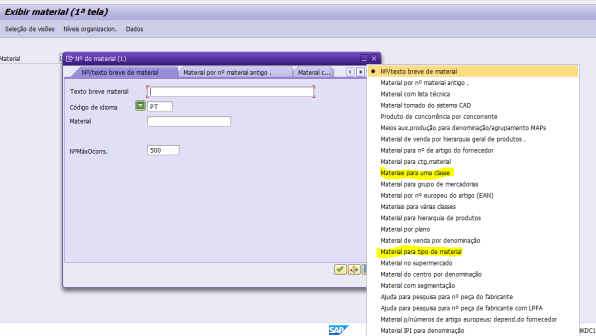 Exibir material (1ª tela)
Seleção de visões Níveis organizacion. Dados
Material
Nº do material (1)
Nº/texto breve de material Material por nº material antigo . Material c...
Texto breve material
Código de idioma PT
Material
NºMáxOcorrs. 500
Nº/texto breve de material
Material por nº material antigo .
Material com lista técnica
Material tomado do sistema CAD
Produto de concorrência por concorrente
Meios aux.produção para denominação/agrupamento MAPs
Material de venda por hierarquia geral de produtos .
Material para nº de artigo do fornecedor
Material para ctg.material
Materiais para uma classe
Material para grupo de mercadorias
Material por nº europeu do artigo (EAN)
Materiais para várias classes
Material para hierarquia de produtos
Material por plano
Material de venda por denominação
Material para tipo de material
Material no supermercado
Material do centro por denominação
Material com segmentação
Ajuda para pesquisa para nº peça do fabricante
Ajuda para pesquisa para nº peça de fabricante com LPFA
Material p/números de artigo europeus: depend.do fornecedor
Material IPI para denominação
SAP